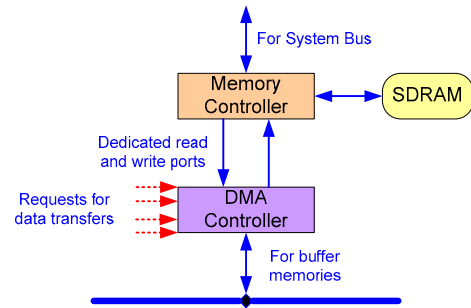 For System Bus
Memory
Controller
SDRAM
Dedicated read
and write ports
Requests for
data transfers
DMA
Controller
For buffer
memories